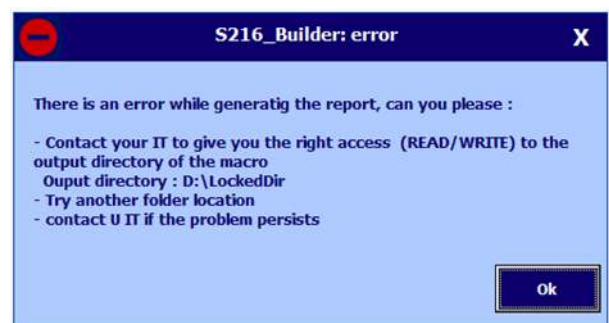 S216_Builder: error
X
There is an error while generatig the report, can you please :
- Contact your IT to give you the right access (READ/WRITE) to the
output directory of the macro
Ouput directory : D:\LockedDir
- Try another folder location
- contact U IT if the problem persists
Ok